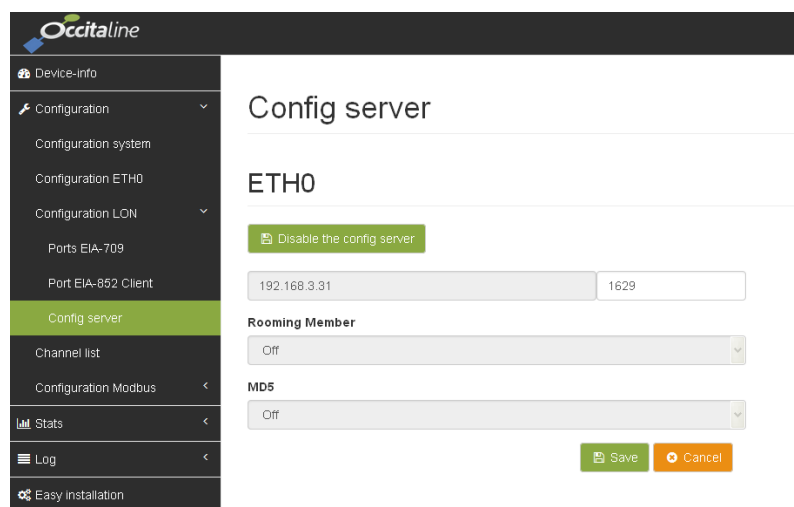 Occitaline
Device-info
Configuration
Configuration system
Configuration ETH0
Configuration LON
Ports EIA-709
Port EIA-852 Client
Config server
Channel list
Configuration Modbus
Stats
Log
Easy installation
Config server
ETH0
Disable the config server
192.168.3.31 1629
Rooming Member
Off
MD5
Off
Save Cancel